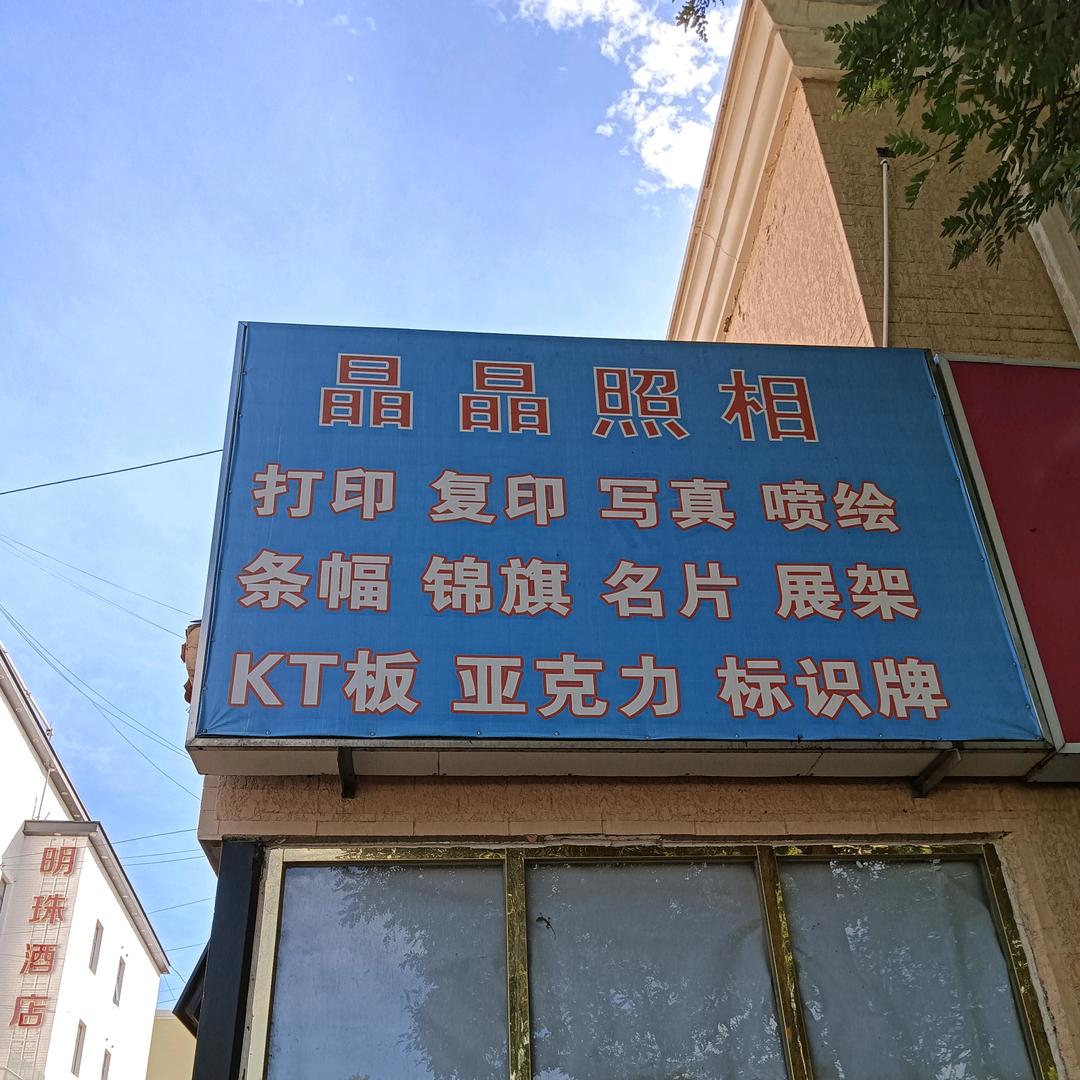 晶晶照相
打印 复印 写真 喷绘
条幅 锦旗 名片 展架
KT板 亚克力 标识牌
明珠酒店